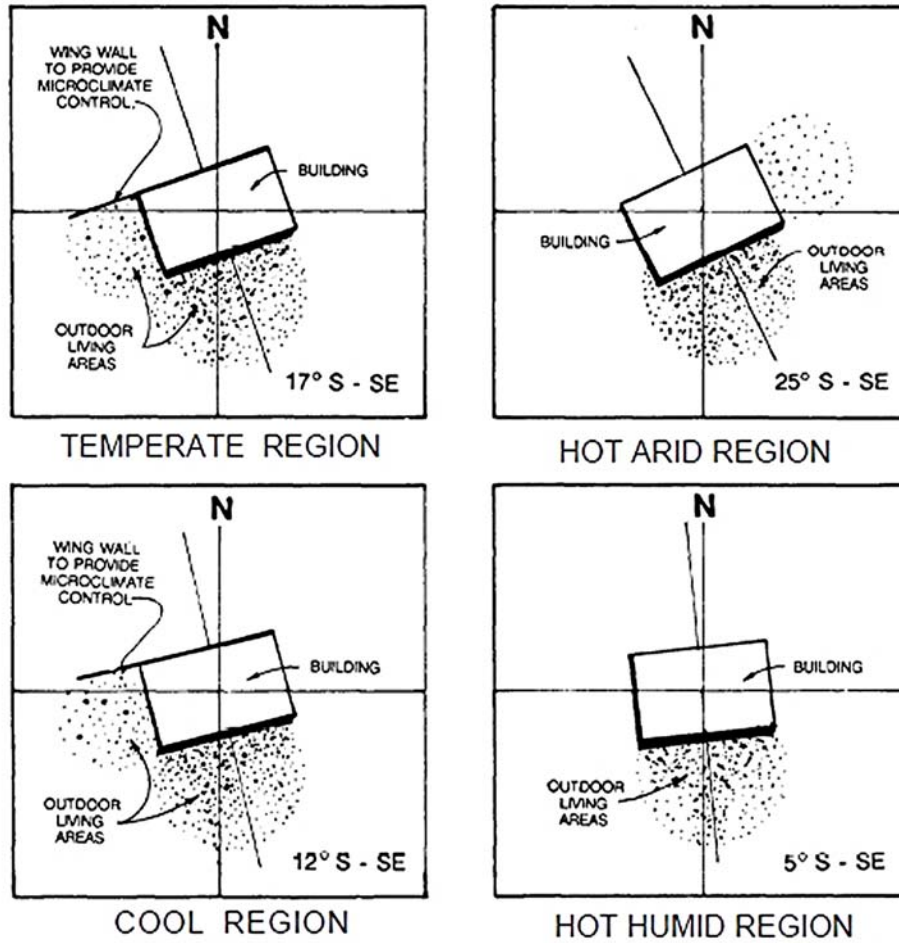 N
WING WALL
TO PROVIDE
MICROCLIMATE
CONTROL.
BUILDING
OUTDOOR
LIVING
AREAS
17° S - SE
TEMPERATE REGION
N
BUILDING
OUTDOOR
LIVING
AREAS
25° S - SE
HOT ARID REGION
N
WING WALL
TO PROVIDE
MICROCLIMATE
CONTROL
BUILDING
OUTDOOR
LIVING
AREAS
12° S - SE
COOL REGION
N
BUILDING
OUTDOOR
LIVING
AREAS
5° S - SE
HOT HUMID REGION